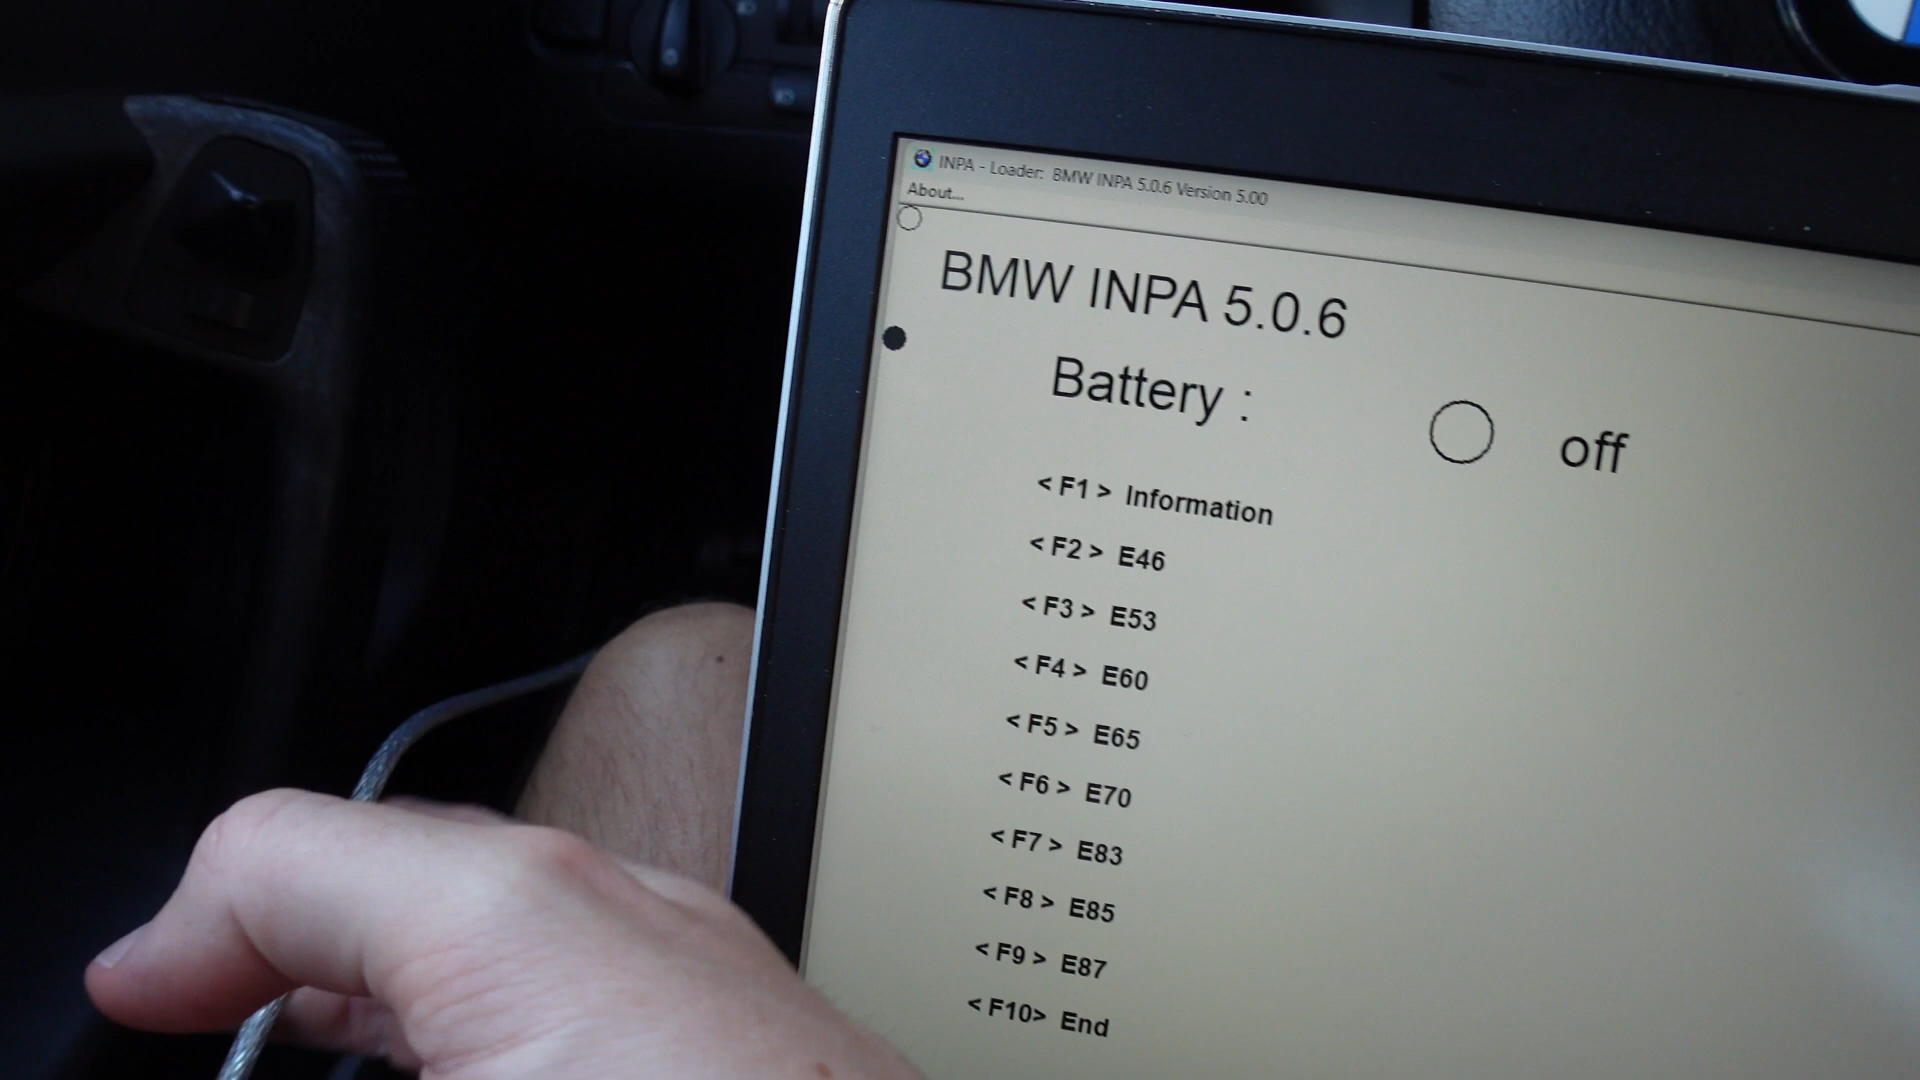 INPA - Loader: BMW INPA 5.0.6 Version 5.00
About...
BMW INPA 5.0.6
Battery : off
< F1 > Information
< F2 > E46
< F3 > E53
< F4 > E60
< F5 > E65
< F6 > E70
< F7 > E83
< F8 > E85
< F9 > E87
< F10> End